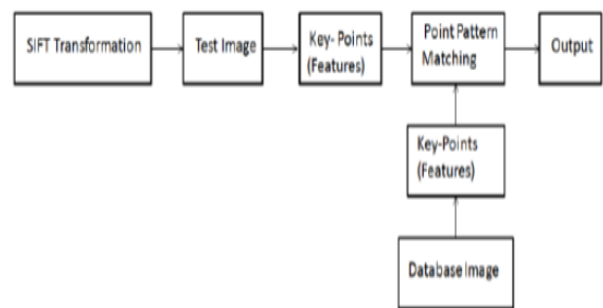 SIFT Transformation
Test Image
Key- Points
(Features)
Point Pattern
Matching
Output
Key-Points
(Features)
Database Image